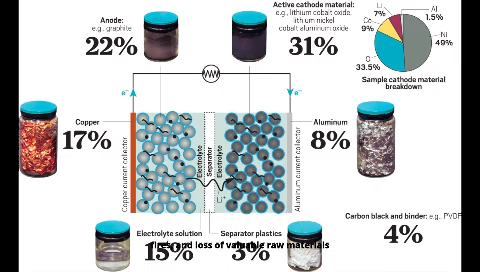 Anode:
e.g., graphite
22%
Active cathode material:
e.g., lithium cobalt oxide,
lithium nickel
cobalt aluminum oxide
31%
Li
7%
Al
1.5%
Co
9%
Ni
49%
O
33.5%
Sample cathode material
breakdown
e⁻
e⁻
Copper
17%
Aluminum
8%
Copper current collector
Electrolyte
Separator
Electrolyte
Aluminum current collector
Li⁺
Electrolyte solution
15%
Separator plastics
3%
Carbon black and binder: e.g., PVDF
4%
fires and loss of valuable raw materials